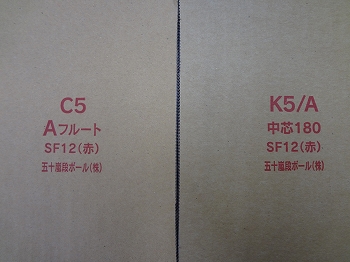 C5
Aフルート
SF12(赤)
五十嵐段ボール(株)
K5/A
中芯180
SF12(赤)
五十嵐段ボール(株)